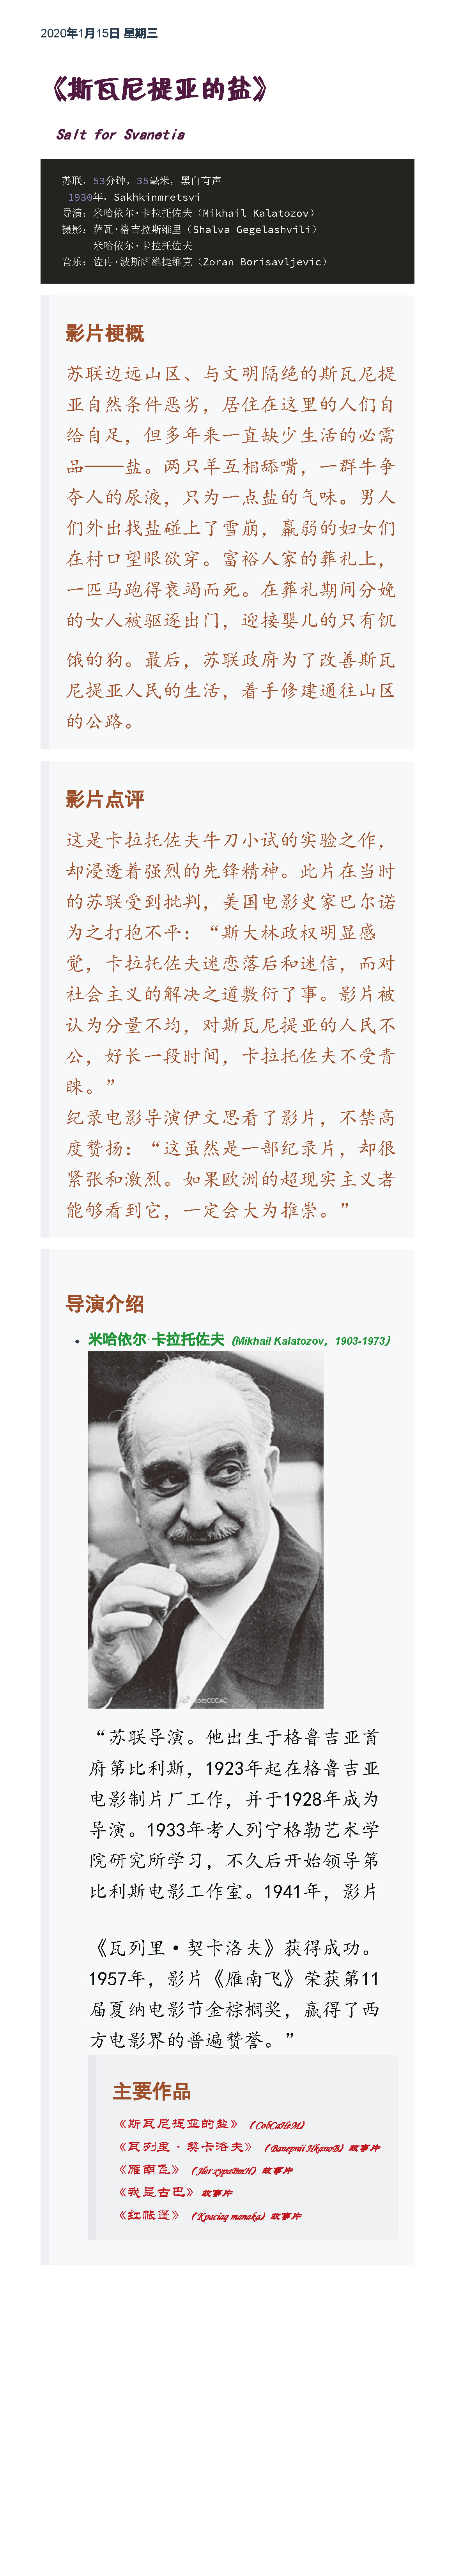 2020年1月15日 星期三
《斯瓦尼提亚的盐》
Salt for Svanetia
苏联，53分钟，35毫米，黑白有声
1930年，Sakhkinmretsvi
导演：米哈依尔·卡拉托佐夫（Mikhail Kalatozov）
摄影：萨瓦·格吉拉斯维里（Shalva Gegelashvili）
米哈依尔·卡拉托佐夫
音乐：佐冉·波斯萨维捷维克（Zoran Borisavljevic）
影片梗概
苏联边远山区、与文明隔绝的斯瓦尼提
亚自然条件恶劣，居住在这里的人们自
给自足，但多年来一直缺少生活的必需
品——盐。两只羊互相舔嘴，一群牛争
夺人的尿液，只为一点盐的气味。男人
们外出找盐碰上了雪崩，羸弱的妇女们
在村口望眼欲穿。富裕人家的葬礼上，
一匹马跑得衰竭而死。在葬礼期间分娩
的女人被驱逐出门，迎接婴儿的只有饥
饿的狗。最后，苏联政府为了改善斯瓦
尼提亚人民的生活，着手修建通往山区
的公路。
影片点评
这是卡拉托佐夫牛刀小试的实验之作，
却浸透着强烈的先锋精神。此片在当时
的苏联受到批判，美国电影史家巴尔诺
为之打抱不平：“斯大林政权明显感
觉，卡拉托佐夫迷恋落后和迷信，而对
社会主义的解决之道敷衍了事。影片被
认为分量不均，对斯瓦尼提亚的人民不
公，好长一段时间，卡拉托佐夫不受青
睐。”
纪录电影导演伊文思看了影片，不禁高
度赞扬：“这虽然是一部纪录片，却很
紧张和激烈。如果欧洲的超现实主义者
能够看到它，一定会大为推崇。”
导演介绍
米哈依尔·卡拉托佐夫（Mikhail Kalatozov，1903-1973）
“苏联导演。他出生于格鲁吉亚首
府第比利斯，1923年起在格鲁吉亚
电影制片厂工作，并于1928年成为
导演。1933年考人列宁格勒艺术学
院研究所学习，不久后开始领导第
比利斯电影工作室。1941年，影片
《瓦列里•契卡洛夫》获得成功。
1957年，影片《雁南飞》荣获第11
届夏纳电影节金棕榈奖，赢得了西
方电影界的普遍赞誉。”
主要作品
《斯瓦尼提亚的盐》（CobCaHeM）
《瓦列里·契卡洛夫》（Banepnii HkanoB）故事片
《雁南飞》（Jler xypaBmH）故事片
《我是古巴》故事片
《红帐篷》（Kpaciaq manaka）故事片